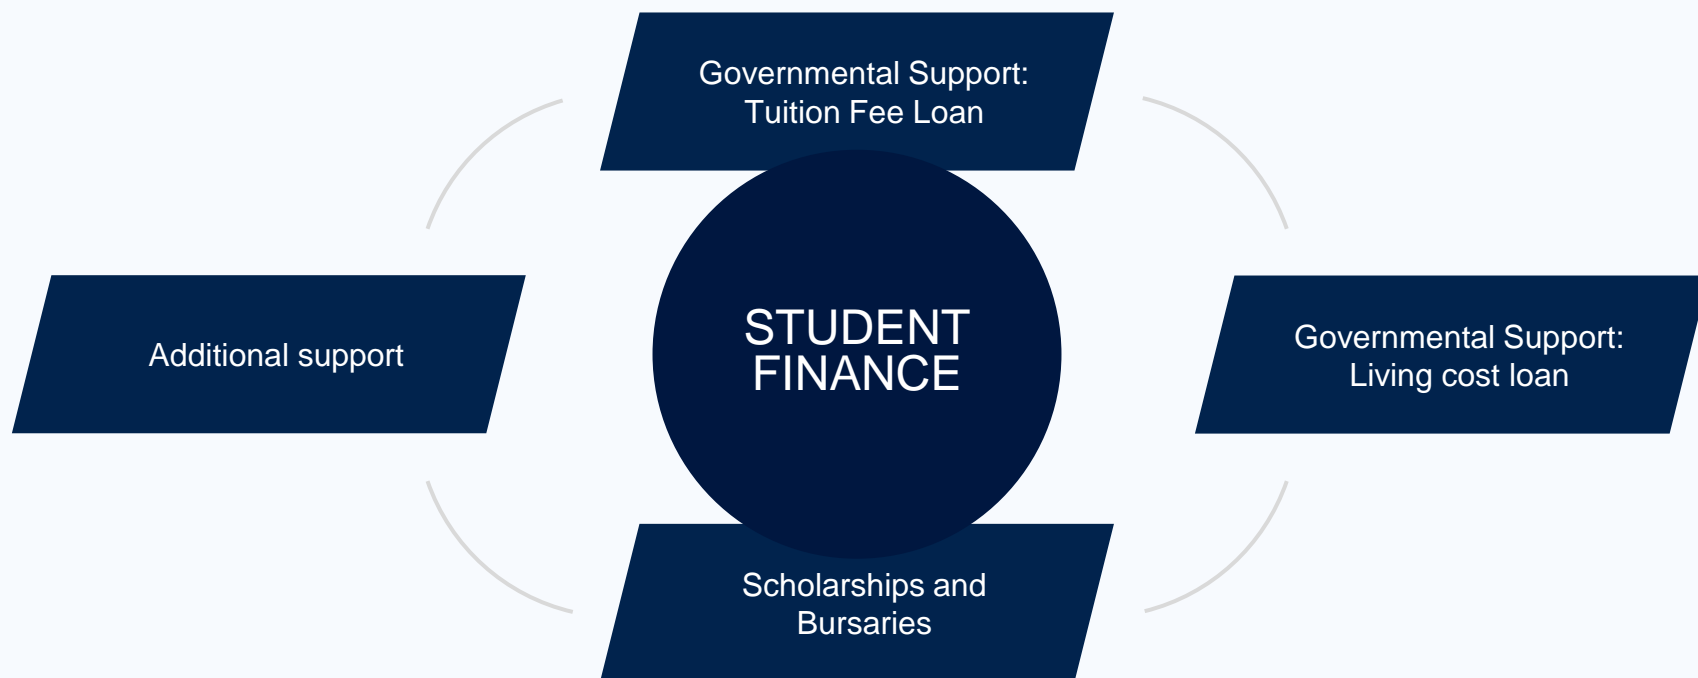 Governmental Support:
Tuition Fee Loan
Additional support
STUDENT
FINANCE
Governmental Support:
Living cost loan
Scholarships and
Bursaries